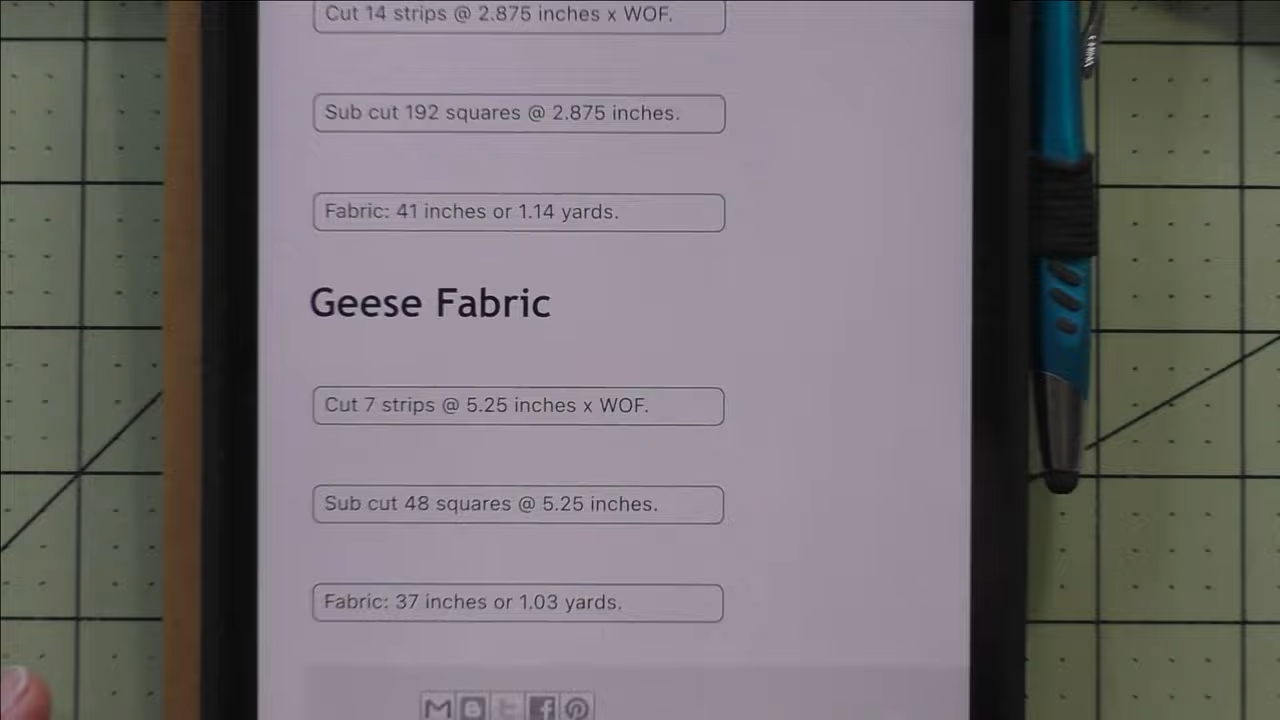 Cut 14 strips @ 2.875 inches x WOF.
Sub cut 192 squares @ 2.875 inches.
Fabric: 41 inches or 1.14 yards.
Geese Fabric
Cut 7 strips @ 5.25 inches x WOF.
Sub cut 48 squares @ 5.25 inches.
Fabric: 37 inches or 1.03 yards.